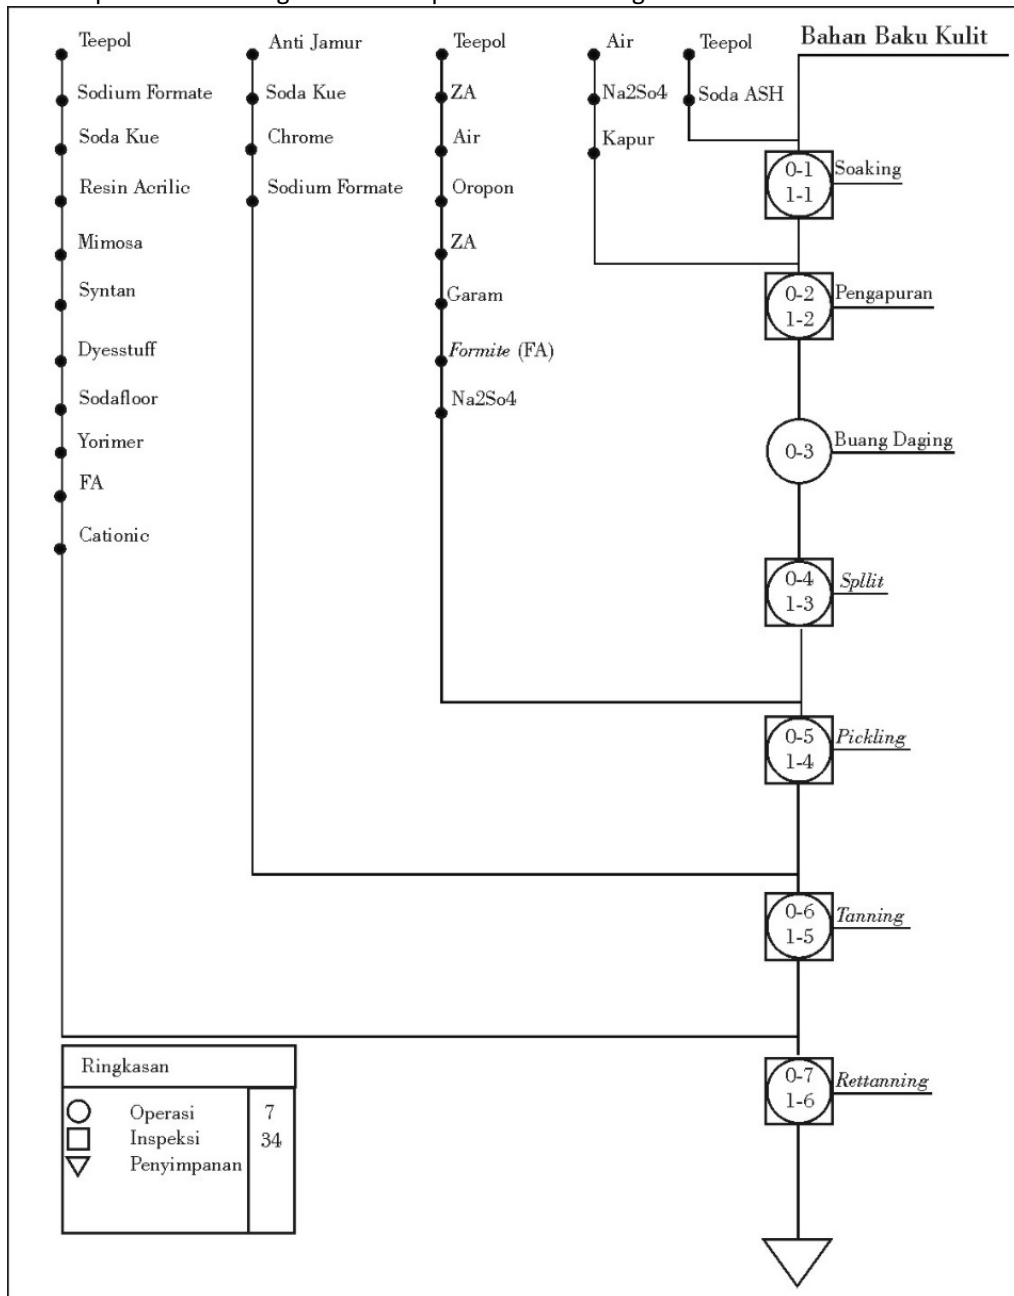 Teepol
Sodium Formate
Soda Kue
Resin Acrilic
Mimosa
Syntan
Dyesstuff
Sodafloor
Yorimer
FA
Cationic
Anti Jamur
Soda Kue
Chrome
Sodium Formate
Teepol
ZA
Air
Oropon
ZA
Garam
Formite (FA)
Na2So4
Air
Na2So4
Kapur
Teepol
Soda ASH
Bahan Baku Kulit
0-1
1-1
Soaking
0-2
1-2
Pengapuran
0-3
Buang Daging
0-4
1-3
Spllit
0-5
1-4
Pickling
0-6
1-5
Tanning
0-7
1-6
Rettanning
Ringkasan
Operasi 7
Inspeksi 34
Penyimpanan